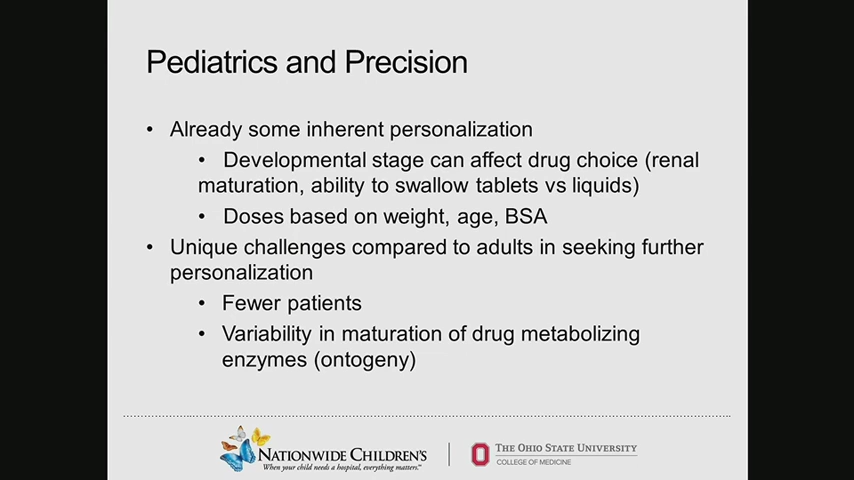 Pediatrics and Precision
• Already some inherent personalization
• Developmental stage can affect drug choice (renal
maturation, ability to swallow tablets vs liquids)
• Doses based on weight, age, BSA
• Unique challenges compared to adults in seeking further
personalization
• Fewer patients
• Variability in maturation of drug metabolizing
enzymes (ontogeny)
NATIONWIDE CHILDREN'S
When your child needs a hospital, everything matters.℠
THE OHIO STATE UNIVERSITY
COLLEGE OF MEDICINE